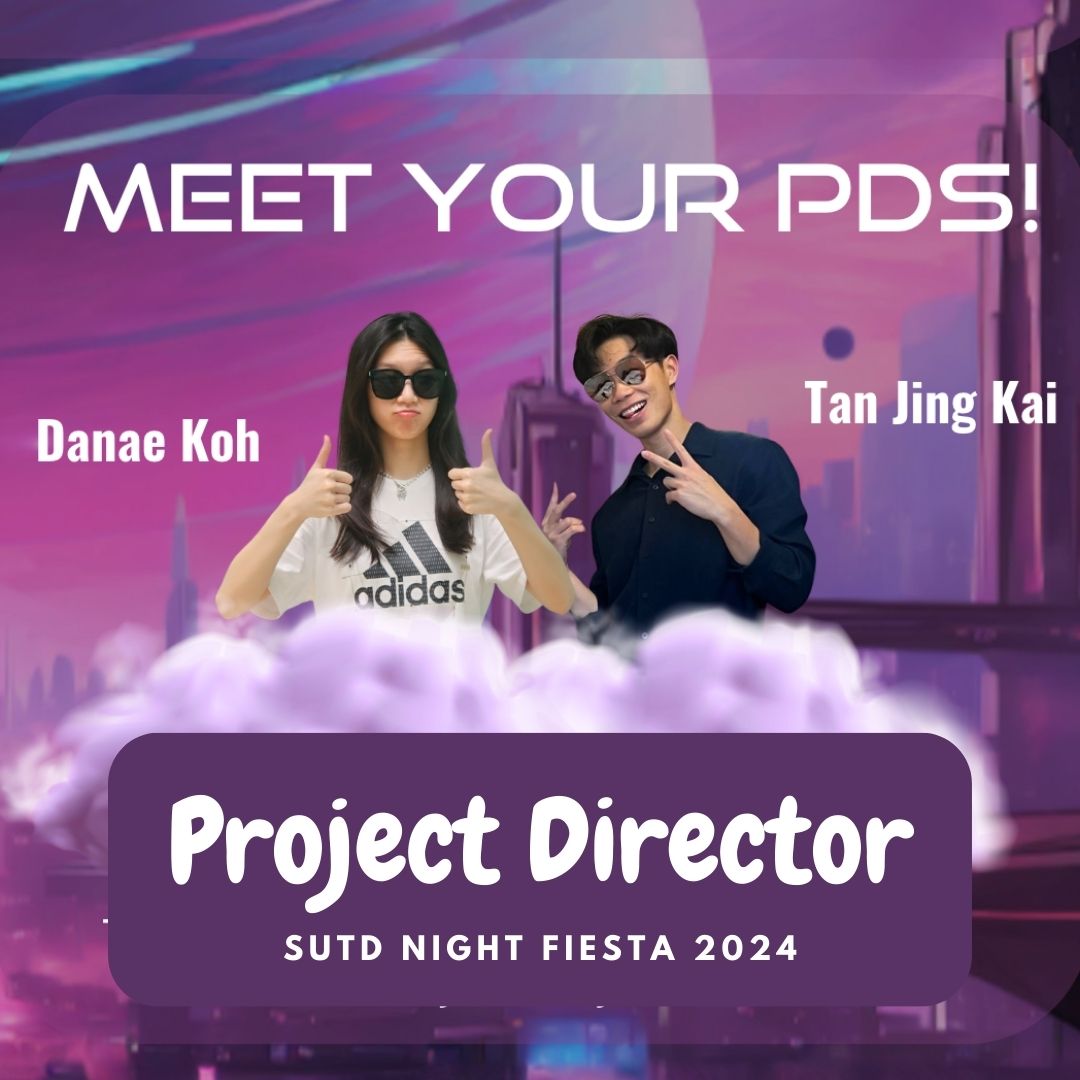 MEET YOUR PDS!
Danae Koh
Tan Jing Kai
adidas
Project Director
SUTD NIGHT FIESTA 2024